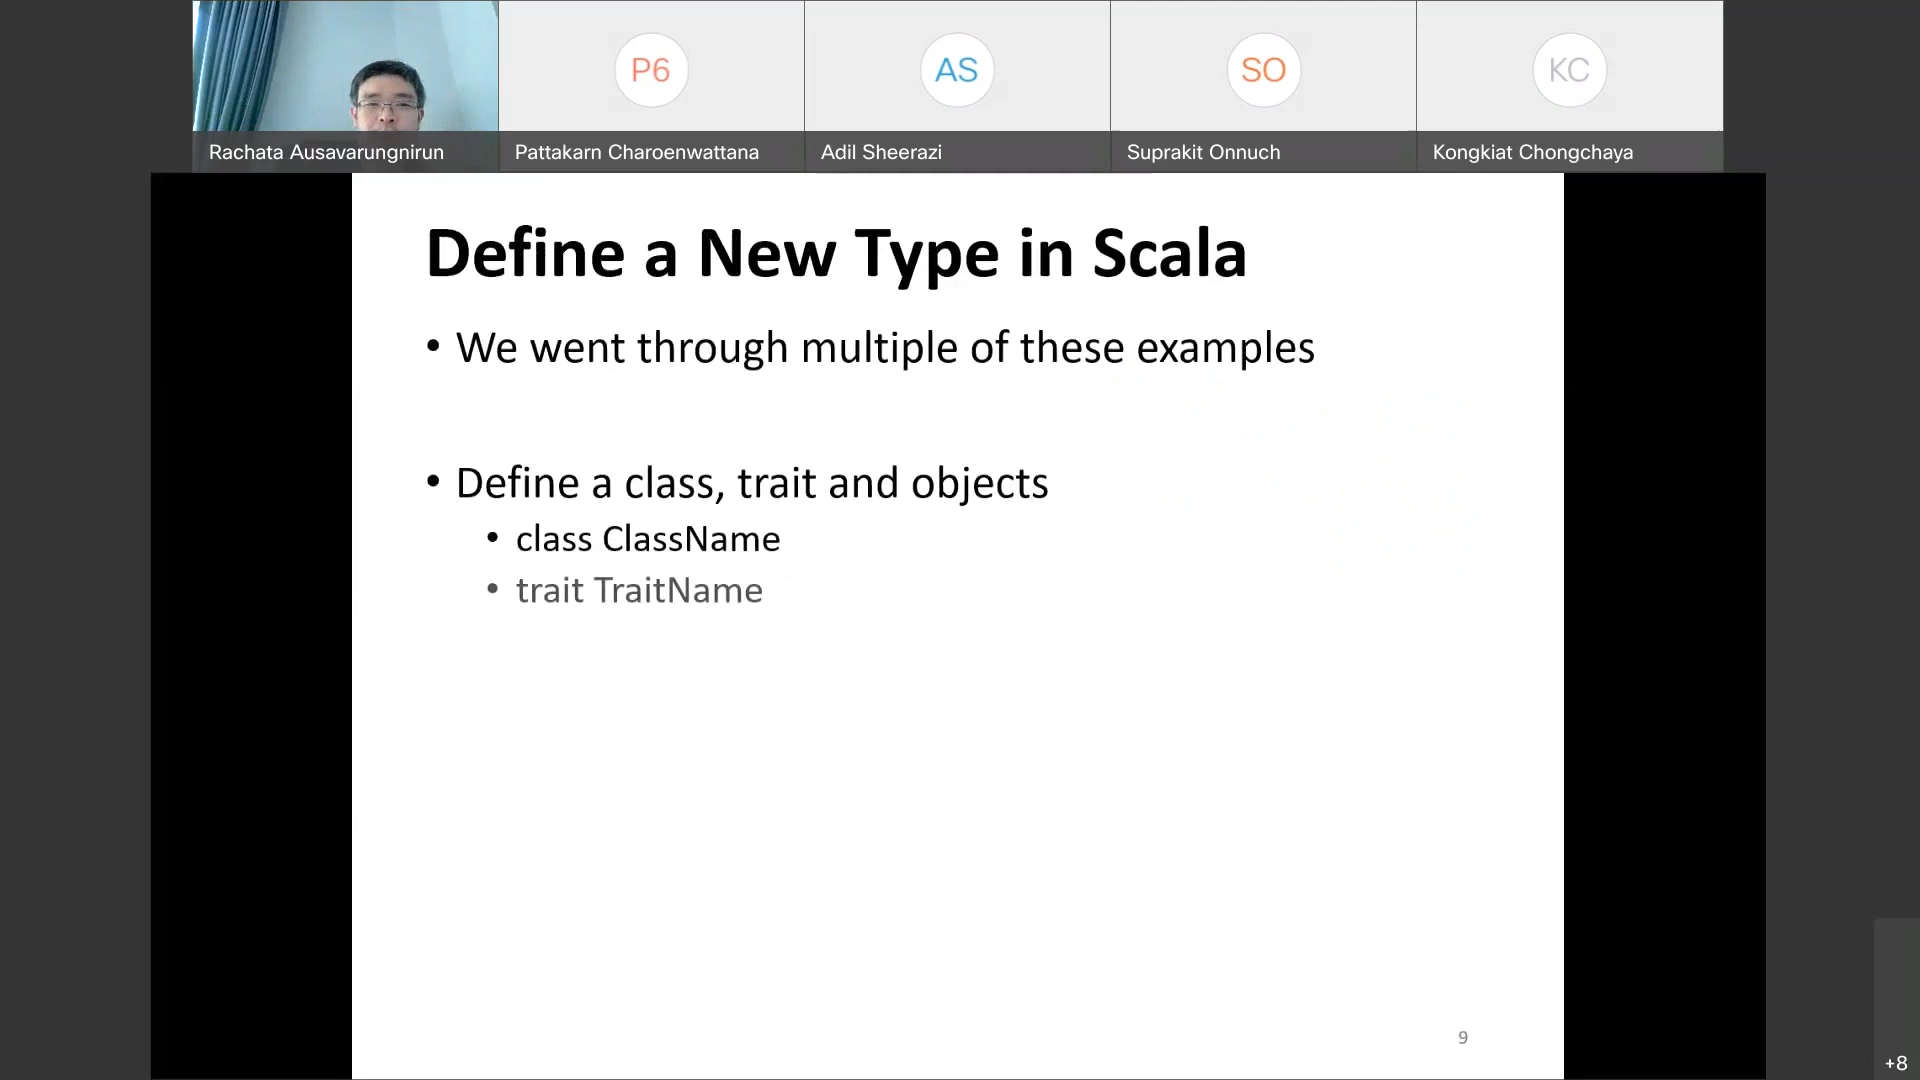 P6
AS
SO
KC
Rachata Ausavarungnirun
Pattakarn Charoenwattana
Adil Sheerazi
Suprakit Onnuch
Kongkiat Chongchaya
Define a New Type in Scala
• We went through multiple of these examples
• Define a class, trait and objects
• class ClassName
• trait TraitName
9
+8